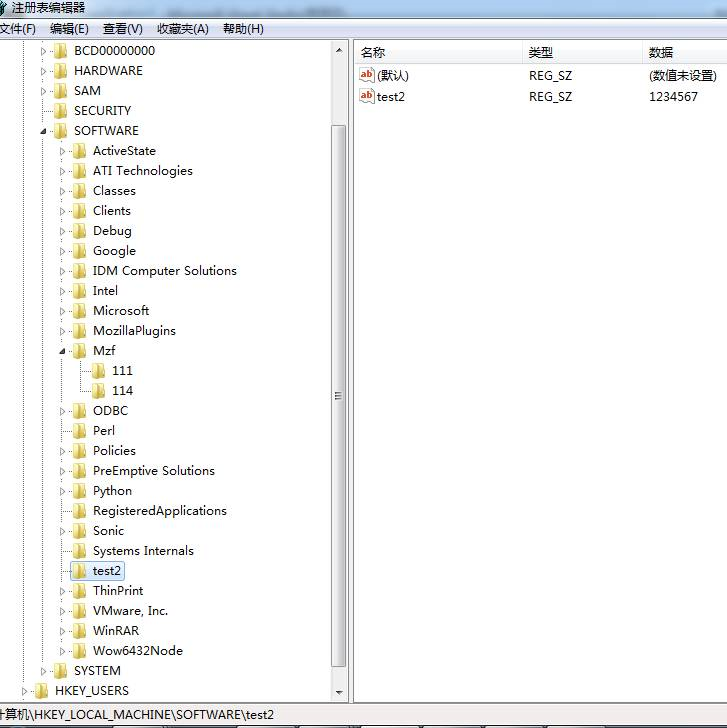 注册表编辑器
文件(F) 编辑(E) 查看(V) 收藏夹(A) 帮助(H)
BCD00000000
HARDWARE
SAM
SECURITY
SOFTWARE
ActiveState
ATI Technologies
Classes
Clients
Debug
Google
IDM Computer Solutions
Intel
Microsoft
MozillaPlugins
Mzf
111
114
ODBC
Perl
Policies
PreEmptive Solutions
Python
RegisteredApplications
Sonic
Systems Internals
test2
ThinPrint
VMware, Inc.
WinRAR
Wow6432Node
SYSTEM
HKEY_USERS
名称 类型 数据
ab (默认) REG_SZ (数值未设置)
ab test2 REG_SZ 1234567
计算机\HKEY_LOCAL_MACHINE\SOFTWARE\test2